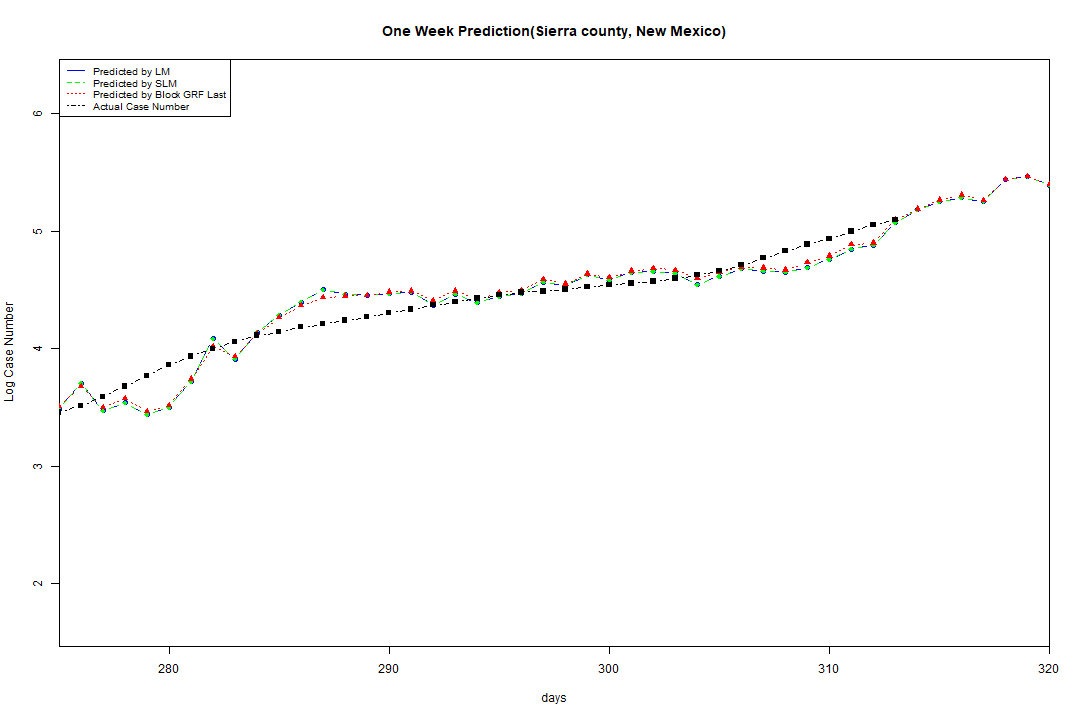 One Week Prediction(Sierra county, New Mexico)
Predicted by LM
Predicted by SLM
Predicted by Block GRF Last
Actual Case Number
6
5
4
3
2
Log Case Number
280 290 300 310 320
days